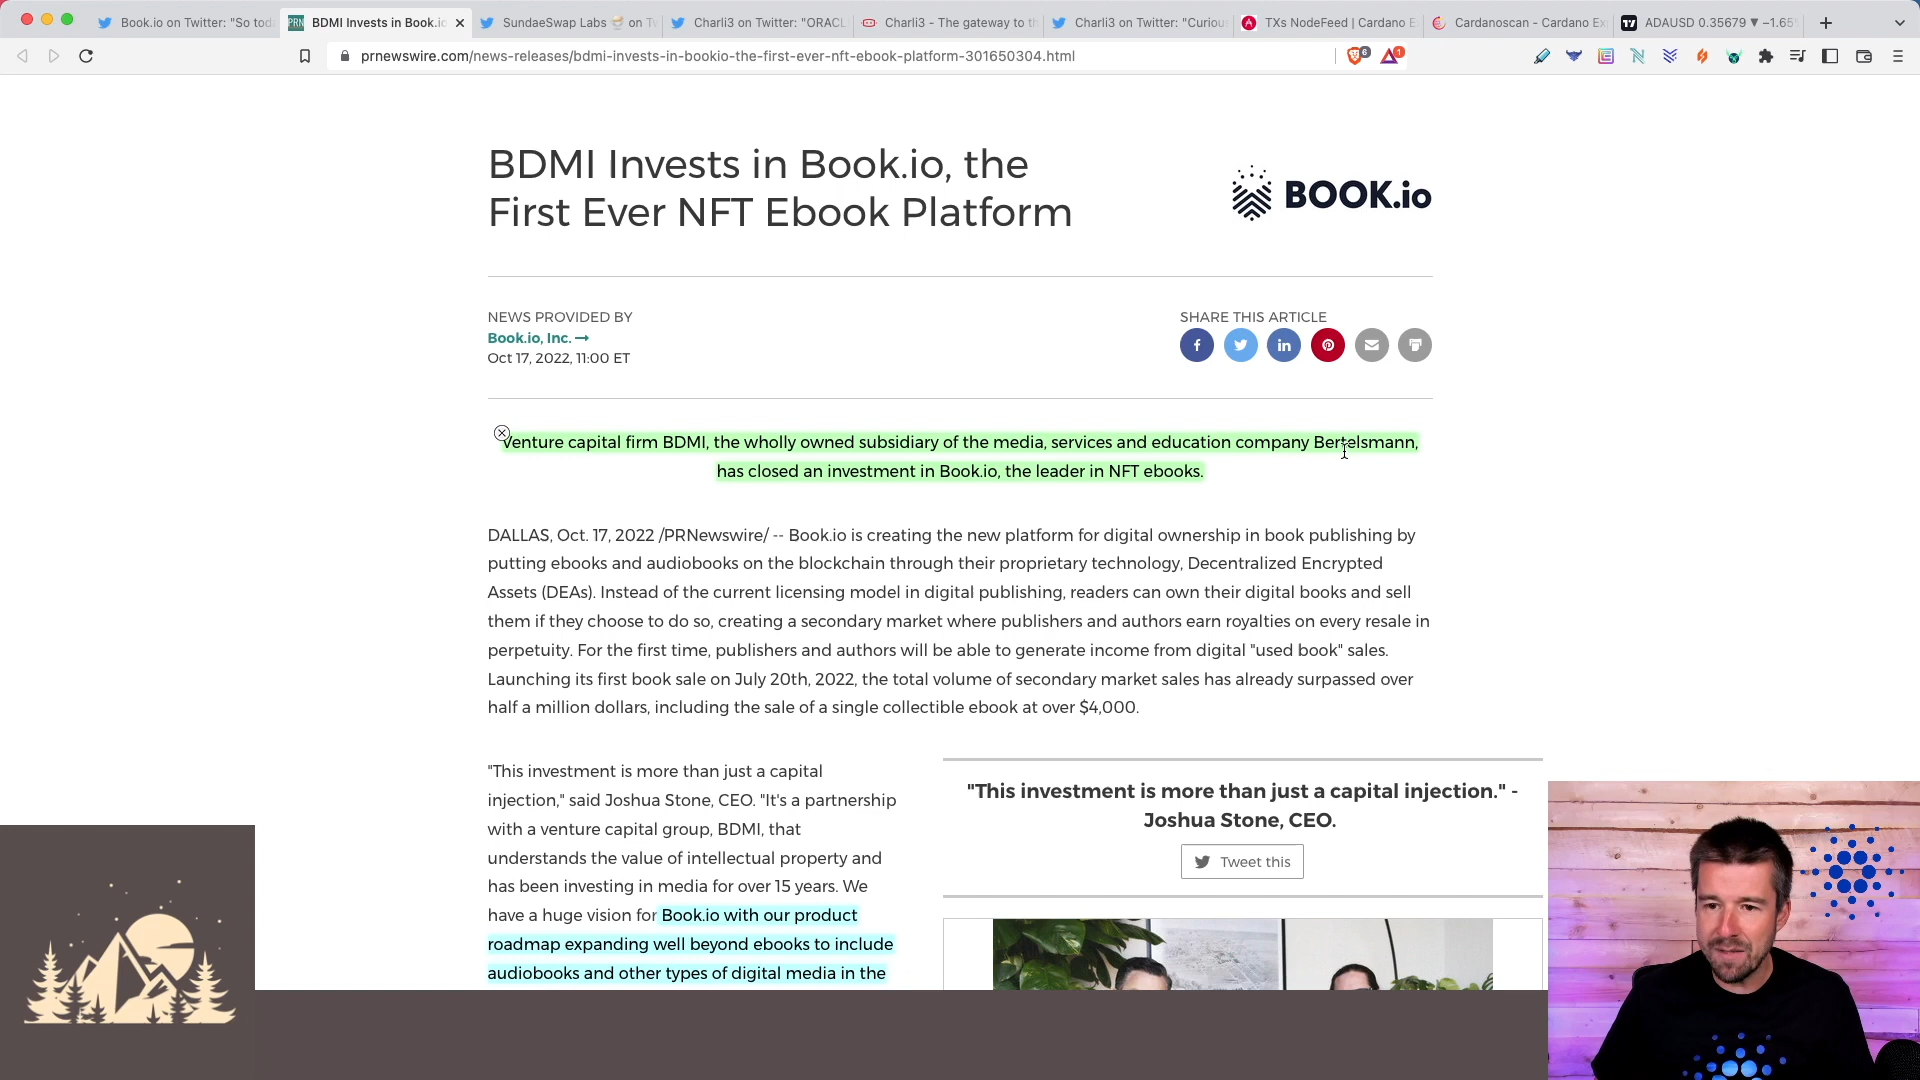 Book.io on Twitter: "So tod
PRN BDMI Invests in Book.io
SundaeSwap Labs on Tw
Charli3 on Twitter: "ORACL
Charli3 - The gateway to th
Charli3 on Twitter: "Curiou
TXs NodeFeed | Cardano E
Cardanoscan - Cardano Exp
ADAUSD 0.35679 ▼ −1.65
prnewswire.com/news-releases/bdmi-invests-in-bookio-the-first-ever-nft-ebook-platform-301650304.html
6
1
BDMI Invests in Book.io, the
First Ever NFT Ebook Platform
BOOK.io
NEWS PROVIDED BY
Book.io, Inc. →
Oct 17, 2022, 11:00 ET
SHARE THIS ARTICLE
Venture capital firm BDMI, the wholly owned subsidiary of the media, services and education company Bertelsmann,
has closed an investment in Book.io, the leader in NFT ebooks.
DALLAS, Oct. 17, 2022 /PRNewswire/ -- Book.io is creating the new platform for digital ownership in book publishing by
putting ebooks and audiobooks on the blockchain through their proprietary technology, Decentralized Encrypted
Assets (DEAs). Instead of the current licensing model in digital publishing, readers can own their digital books and sell
them if they choose to do so, creating a secondary market where publishers and authors earn royalties on every resale in
perpetuity. For the first time, publishers and authors will be able to generate income from digital "used book" sales.
Launching its first book sale on July 20th, 2022, the total volume of secondary market sales has already surpassed over
half a million dollars, including the sale of a single collectible ebook at over $4,000.
"This investment is more than just a capital
injection," said Joshua Stone, CEO. "It's a partnership
with a venture capital group, BDMI, that
understands the value of intellectual property and
has been investing in media for over 15 years. We
have a huge vision for Book.io with our product
roadmap expanding well beyond ebooks to include
audiobooks and other types of digital media in the
"This investment is more than just a capital injection." -
Joshua Stone, CEO.
Tweet this